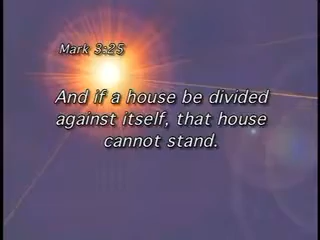 Mark 3:25
And if a house be divided
against itself, that house
cannot stand.